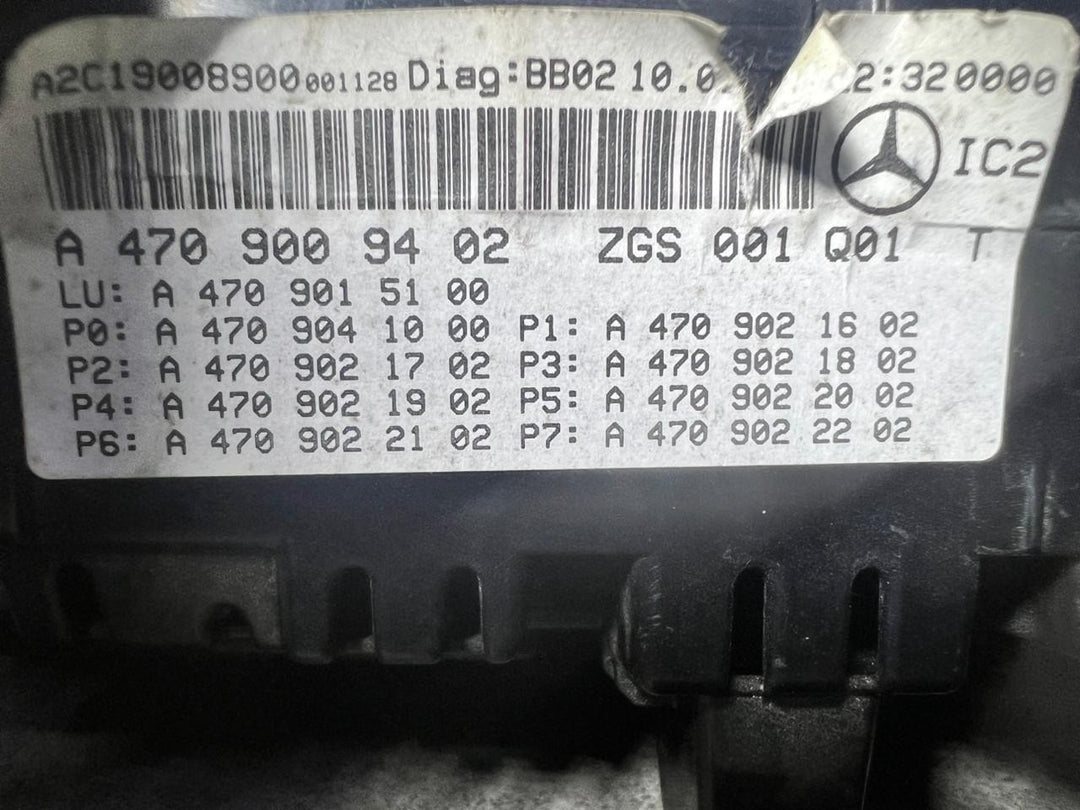 A2C19008900 001128 Diag:BB02 10.0 2:32 0000
IC2
A 470 900 94 02 ZGS 001 Q01 T
LU: A 470 901 51 00
P0: A 470 904 10 00 P1: A 470 902 16 02
P2: A 470 902 17 02 P3: A 470 902 18 02
P4: A 470 902 19 02 P5: A 470 902 20 02
P6: A 470 902 21 02 P7: A 470 902 22 02